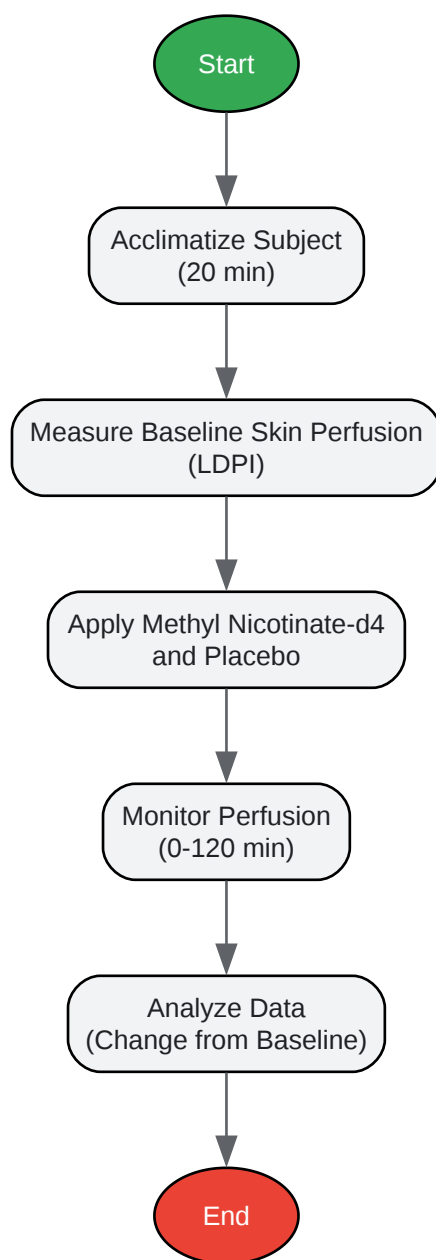 Start
Acclimatize Subject
(20 min)
Measure Baseline Skin Perfusion
(LDPI)
Apply Methyl Nicotinate-d4
and Placebo
Monitor Perfusion
(0-120 min)
Analyze Data
(Change from Baseline)
End